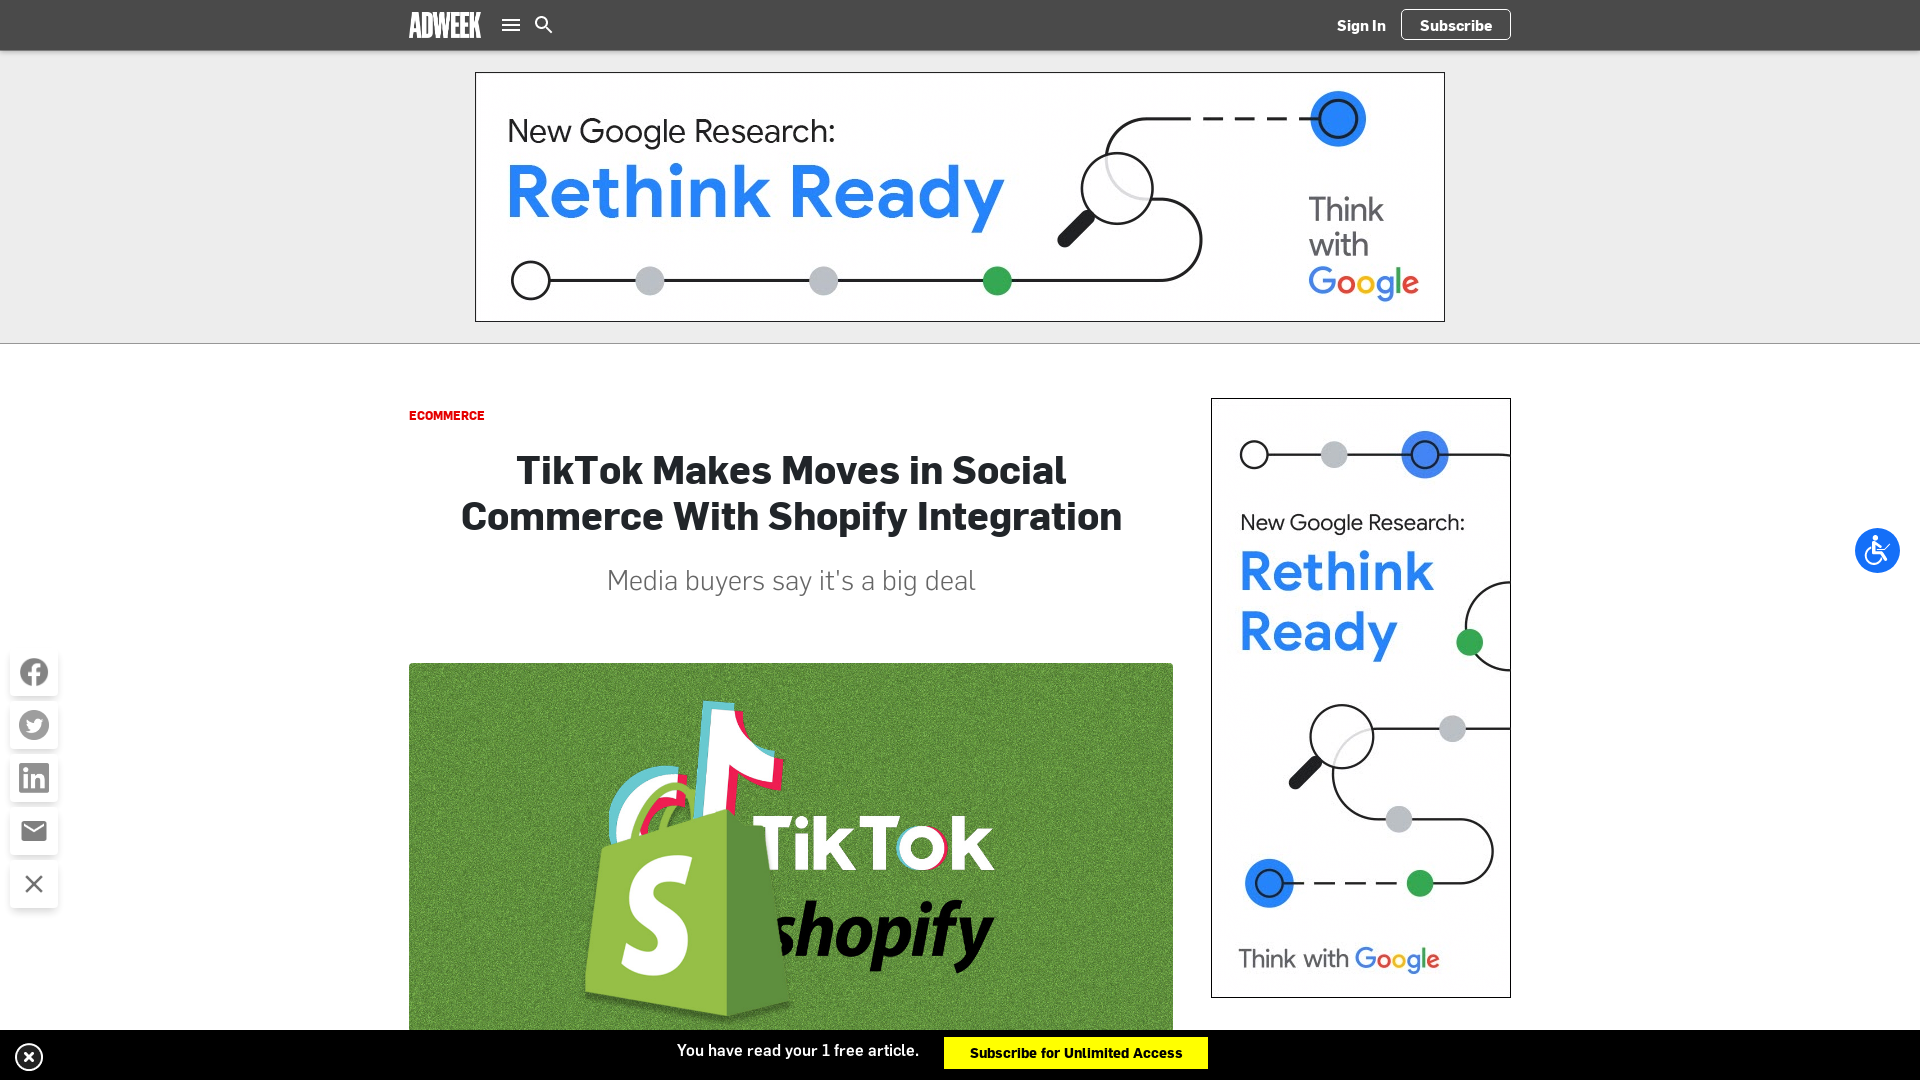 ADWEEK
Sign In
Subscribe
New Google Research:
Rethink Ready
Think
with
Google
ECOMMERCE
TikTok Makes Moves in Social
Commerce With Shopify Integration
Media buyers say it's a big deal
TikTok
shopify
S
New Google Research:
Rethink
Ready
Think with Google
You have read your 1 free article.
Subscribe for Unlimited Access